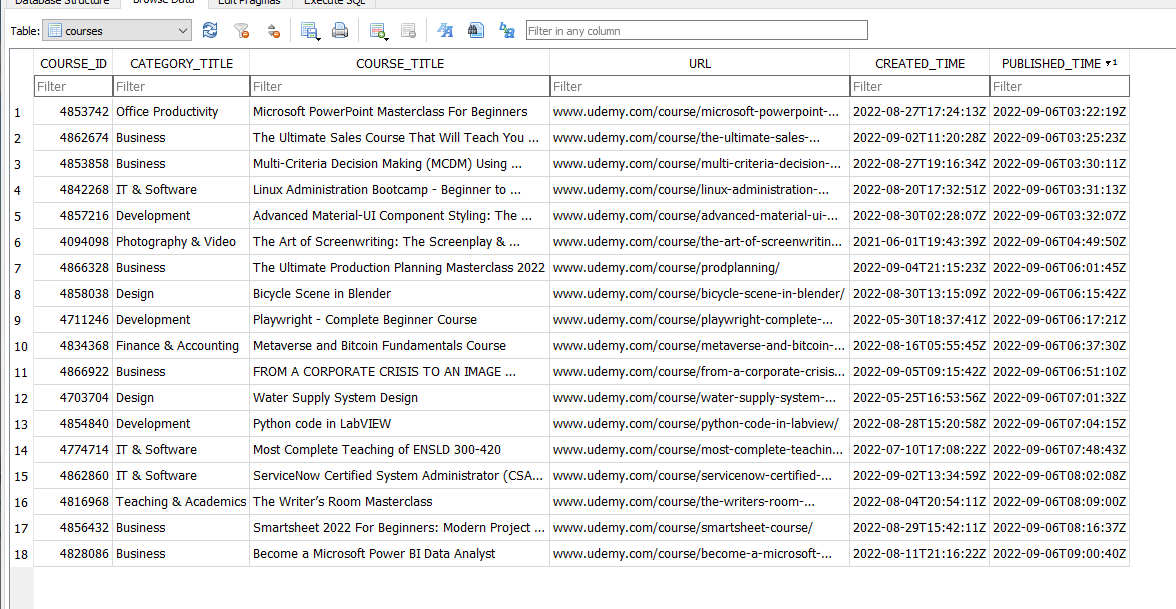 Database Structure Browse Data Edit Pragmas Execute SQL
Table: courses Filter in any column
COURSE_ID CATEGORY_TITLE COURSE_TITLE URL CREATED_TIME PUBLISHED_TIME 1
Filter Filter Filter Filter Filter Filter
1 4853742 Office Productivity Microsoft PowerPoint Masterclass For Beginners www.udemy.com/course/microsoft-powerpoint-... 2022-08-27T17:24:13Z 2022-09-06T03:22:19Z
2 4862674 Business The Ultimate Sales Course That Will Teach You ... www.udemy.com/course/the-ultimate-sales-... 2022-09-02T11:20:28Z 2022-09-06T03:25:23Z
3 4853858 Business Multi-Criteria Decision Making (MCDM) Using ... www.udemy.com/course/multi-criteria-decision-... 2022-08-27T19:16:34Z 2022-09-06T03:30:11Z
4 4842268 IT & Software Linux Administration Bootcamp - Beginner to ... www.udemy.com/course/linux-administration-... 2022-08-20T17:32:51Z 2022-09-06T03:31:13Z
5 4857216 Development Advanced Material-UI Component Styling: The ... www.udemy.com/course/advanced-material-ui-... 2022-08-30T02:28:07Z 2022-09-06T03:32:07Z
6 4094098 Photography & Video The Art of Screenwriting: The Screenplay & ... www.udemy.com/course/the-art-of-screenwritin... 2021-06-01T19:43:39Z 2022-09-06T04:49:50Z
7 4866328 Business The Ultimate Production Planning Masterclass 2022 www.udemy.com/course/prodplanning/ 2022-09-04T21:15:23Z 2022-09-06T06:01:45Z
8 4858038 Design Bicycle Scene in Blender www.udemy.com/course/bicycle-scene-in-blender/ 2022-08-30T13:15:09Z 2022-09-06T06:15:42Z
9 4711246 Development Playwright - Complete Beginner Course www.udemy.com/course/playwright-complete-... 2022-05-30T18:37:41Z 2022-09-06T06:17:21Z
10 4834368 Finance & Accounting Metaverse and Bitcoin Fundamentals Course www.udemy.com/course/metaverse-and-bitcoin-... 2022-08-16T05:55:45Z 2022-09-06T06:37:30Z
11 4866922 Business FROM A CORPORATE CRISIS TO AN IMAGE ... www.udemy.com/course/from-a-corporate-crisis... 2022-09-05T09:15:42Z 2022-09-06T06:51:10Z
12 4703704 Design Water Supply System Design www.udemy.com/course/water-supply-system-... 2022-05-25T16:53:56Z 2022-09-06T07:01:32Z
13 4854840 Development Python code in LabVIEW www.udemy.com/course/python-code-in-labview/ 2022-08-28T15:20:58Z 2022-09-06T07:04:15Z
14 4774714 IT & Software Most Complete Teaching of ENSLD 300-420 www.udemy.com/course/most-complete-teachin... 2022-07-10T17:08:22Z 2022-09-06T07:48:43Z
15 4862860 IT & Software ServiceNow Certified System Administrator (CSA... www.udemy.com/course/servicenow-certified-... 2022-09-02T13:34:59Z 2022-09-06T08:02:08Z
16 4816968 Teaching & Academics The Writer’s Room Masterclass www.udemy.com/course/the-writers-room-... 2022-08-04T20:54:11Z 2022-09-06T08:09:00Z
17 4856432 Business Smartsheet 2022 For Beginners: Modern Project ... www.udemy.com/course/smartsheet-course/ 2022-08-29T15:42:11Z 2022-09-06T08:16:37Z
18 4828086 Business Become a Microsoft Power BI Data Analyst www.udemy.com/course/become-a-microsoft-... 2022-08-11T21:16:22Z 2022-09-06T09:00:40Z